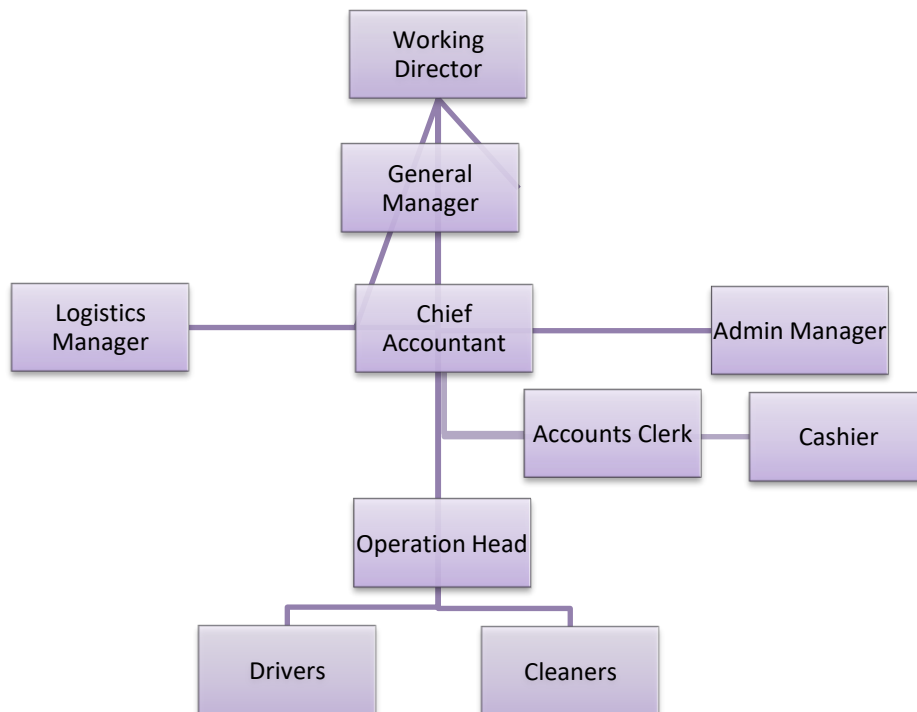 Working
Director
General
Manager
Logistics
Manager
Chief
Accountant
Admin Manager
Accounts Clerk
Cashier
Operation Head
Drivers
Cleaners